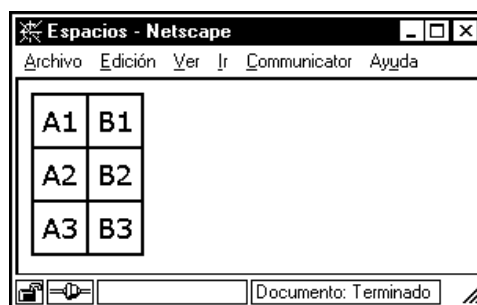 Espacios - Netscape
Archivo Edición Ver Ir Communicator Ayuda
A1 B1
A2 B2
A3 B3
Documento: Terminado